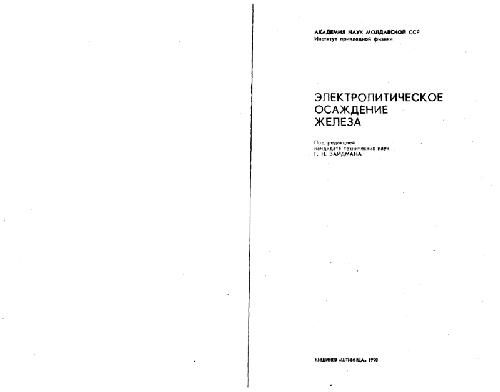 АКАДЕМИЯ НАУК МОЛДАВСКОЙ ССР
Институт прикладной физики
ЭЛЕКТРОЛИТИЧЕСКОЕ
ОСАЖДЕНИЕ
ЖЕЛЕЗА
Под редакцией
кандидата технических наук
Г. Н. ЗАЙДМАНА
КИШИНЕВ «ШТИИНЦА» 1990